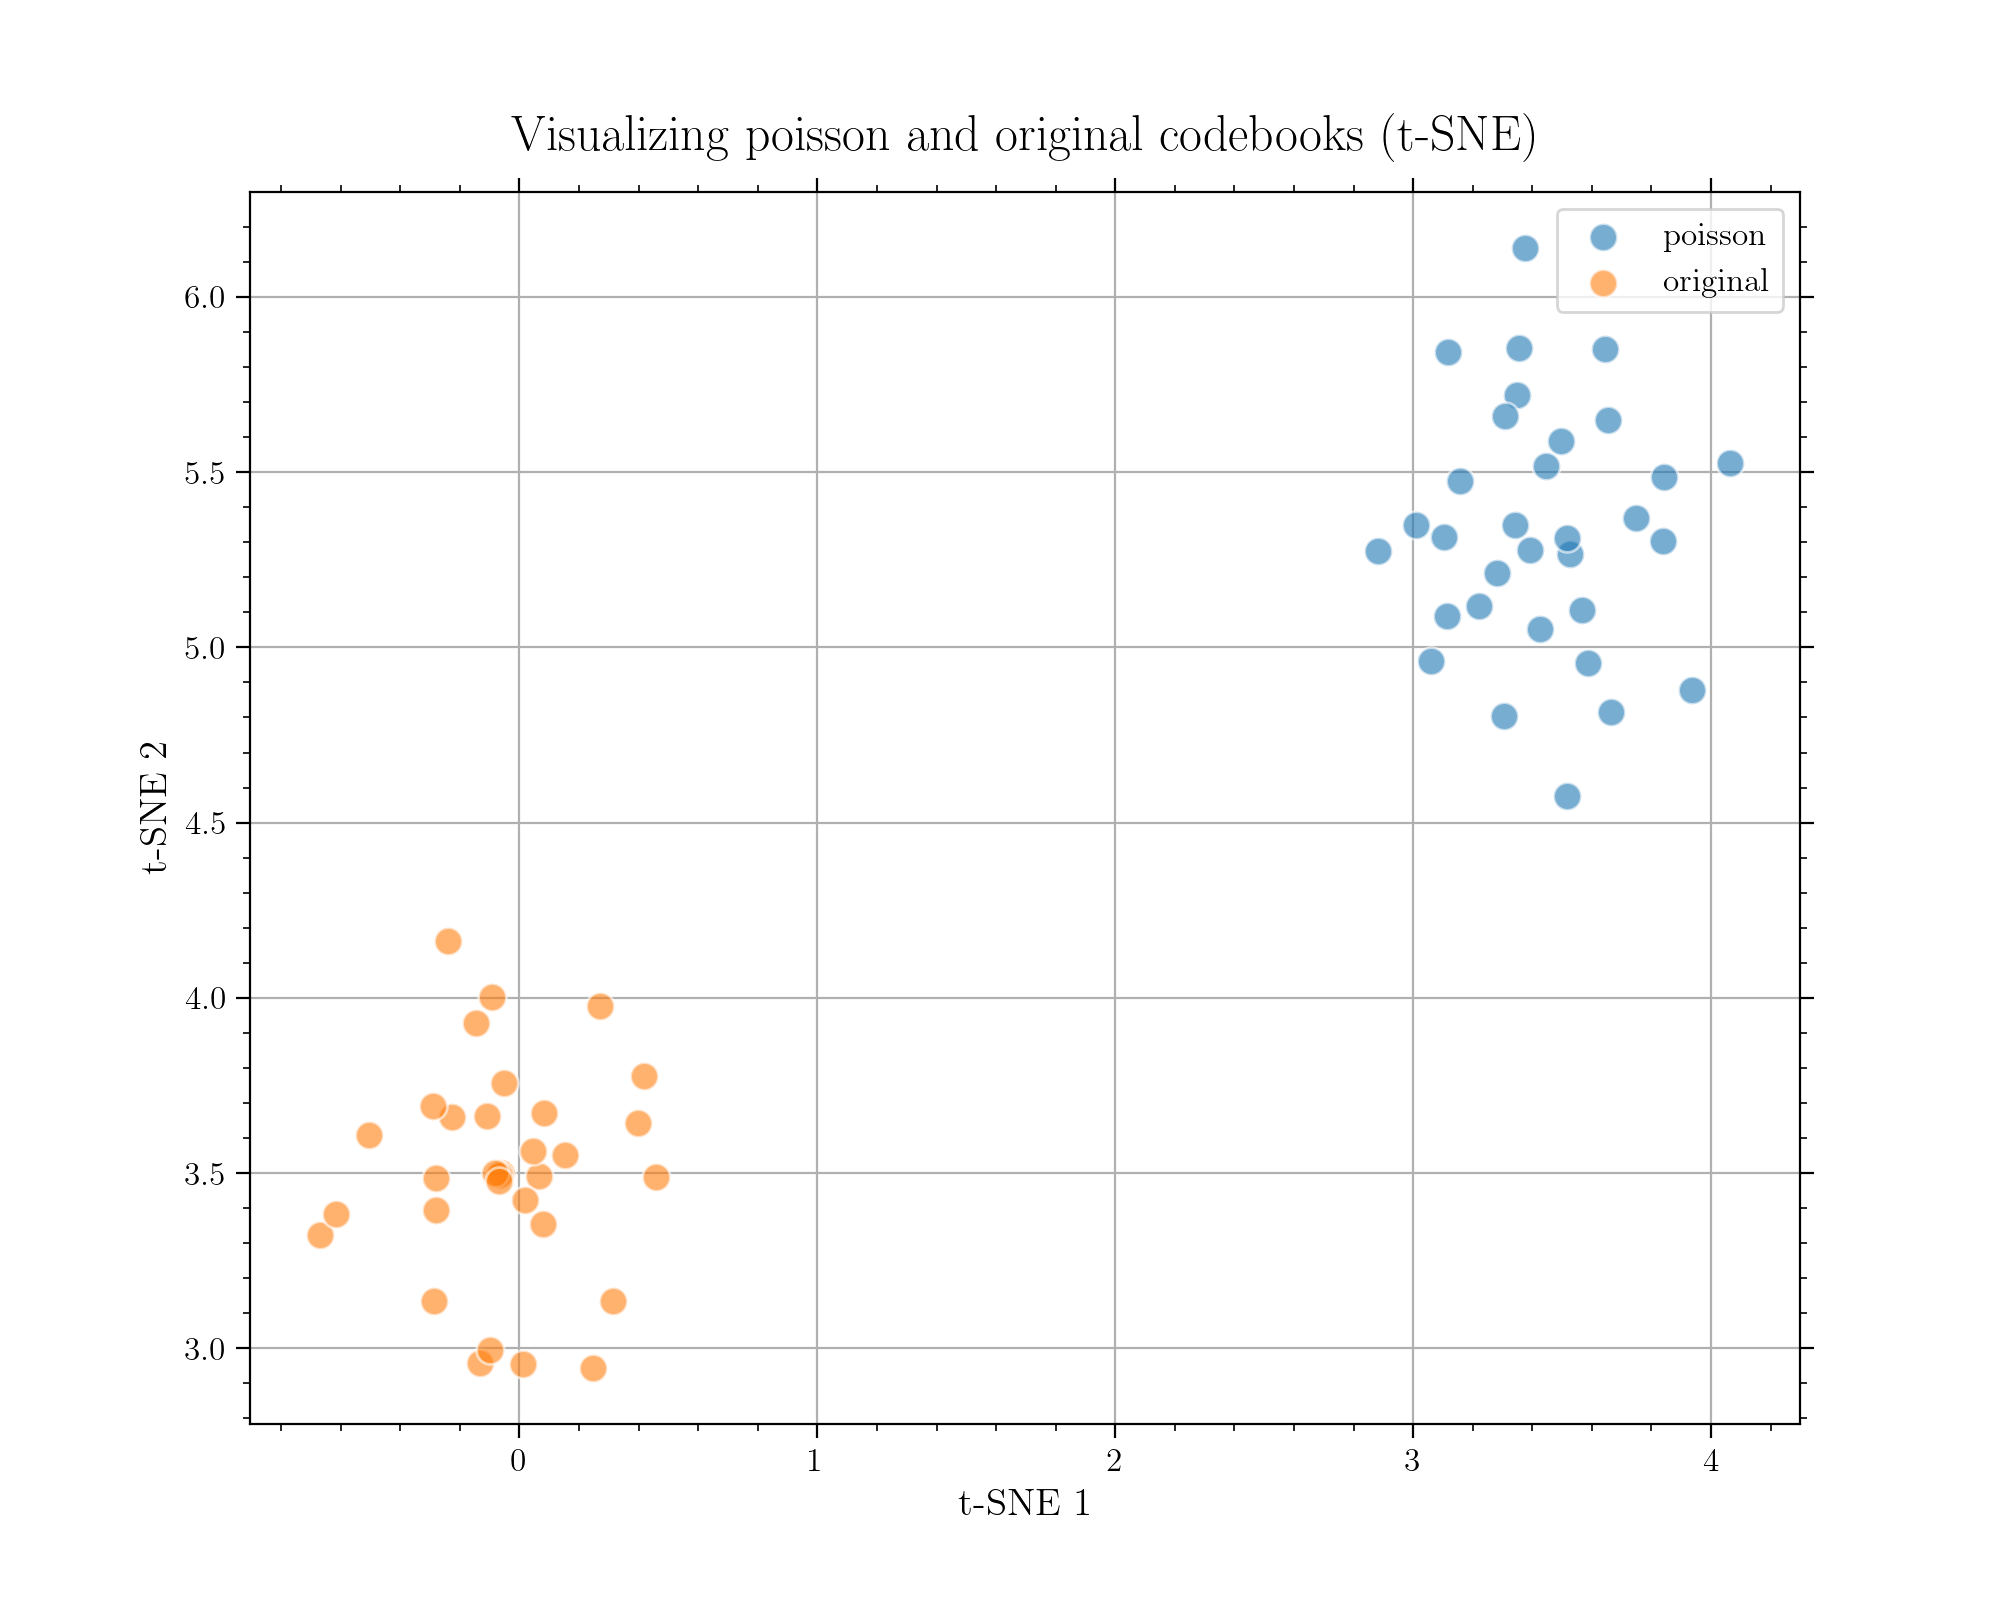 Visualizing poisson and original codebooks (t-SNE)
poisson
original
6.0
5.5
5.0
4.5
4.0
3.5
3.0
t-SNE 2
0
1
2
3
4
t-SNE 1